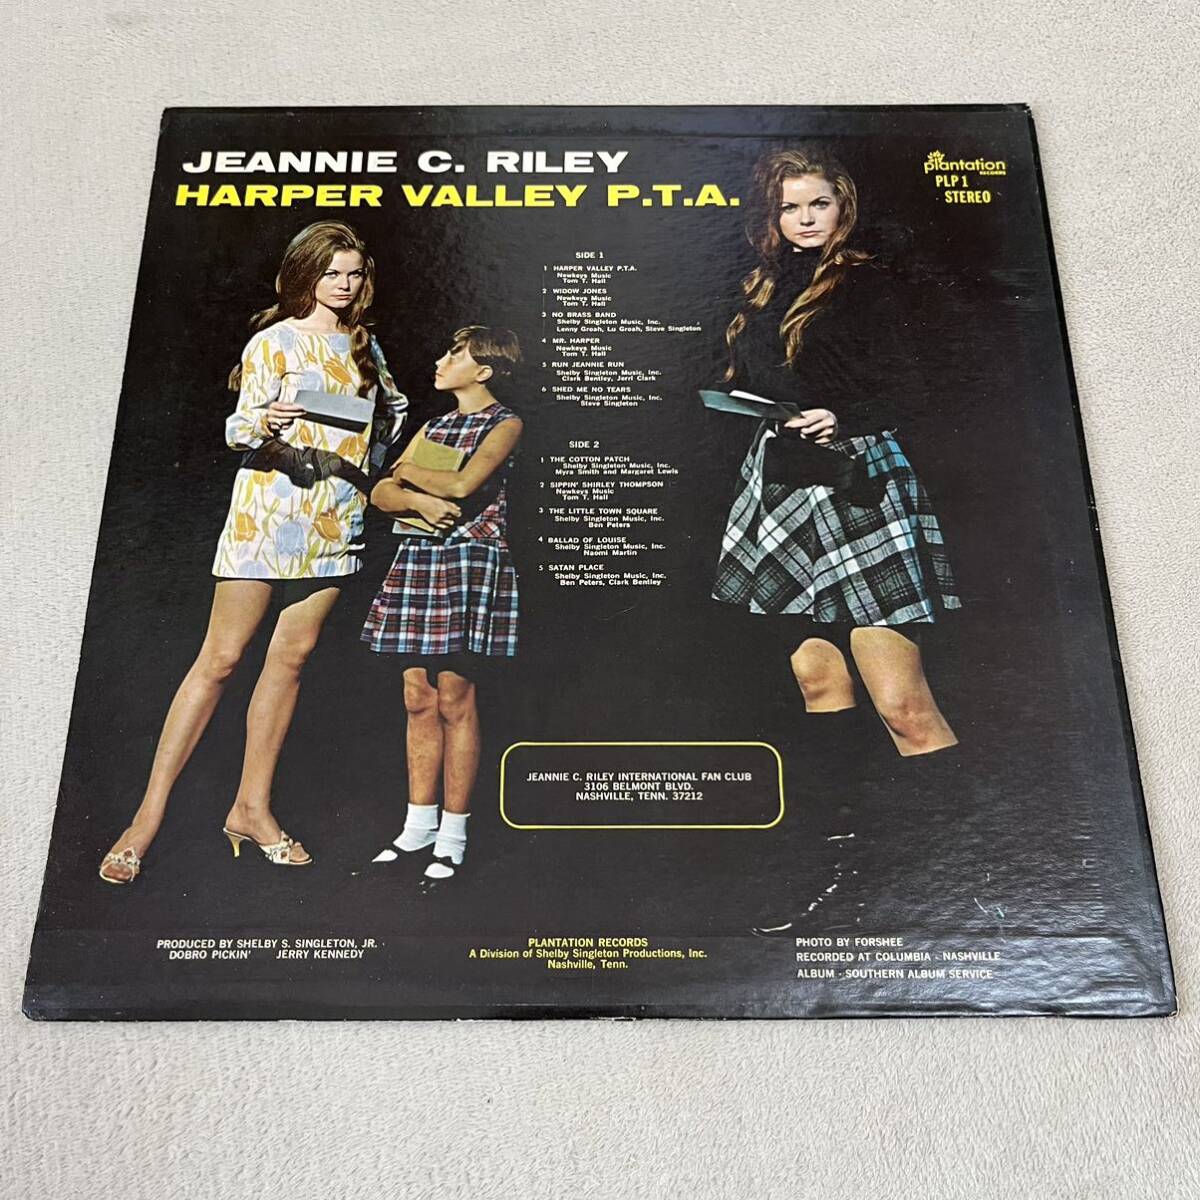 JEANNIE C. RILEY
HARPER VALLEY P.T.A.
plantation
RECORDS
PLP 1
STEREO
SIDE 1
1 HARPER VALLEY P.T.A.
Newkeys Music
Tom T. Hall
2 WIDOW JONES
Newkeys Music
Tom T. Hall
3 NO BRASS BAND
Shelby Singleton Music, Inc.
Lenny Groah, Lu Groah, Steve Singleton
4 MR. HARPER
Newkeys Music
Tom T. Hall
5 RUN JEANNIE RUN
Shelby Singleton Music, Inc.
Clark Bentley, Jerri Clark
6 SHED ME NO TEARS
Shelby Singleton Music, Inc.
Steve Singleton
SIDE 2
1 THE COTTON PATCH
Shelby Singleton Music, Inc.
Myra Smith and Margaret Lewis
2 SIPPIN' SHIRLEY THOMPSON
Newkeys Music
Tom T. Hall
3 THE LITTLE TOWN SQUARE
Shelby Singleton Music, Inc.
Ben Peters
4 BALLAD OF LOUISE
Shelby Singleton Music, Inc.
Naomi Martin
5 SATAN PLACE
Shelby Singleton Music, Inc.
Ben Peters, Clark Bentley
JEANNIE C. RILEY INTERNATIONAL FAN CLUB
3106 BELMONT BLVD.
NASHVILLE, TENN. 37212
PRODUCED BY SHELBY S. SINGLETON, JR.
DOBRO PICKIN' JERRY KENNEDY
PLANTATION RECORDS
A Division of Shelby Singleton Productions, Inc.
Nashville, Tenn.
PHOTO BY FORSHEE
RECORDED AT COLUMBIA - NASHVILLE
ALBUM - SOUTHERN ALBUM SERVICE